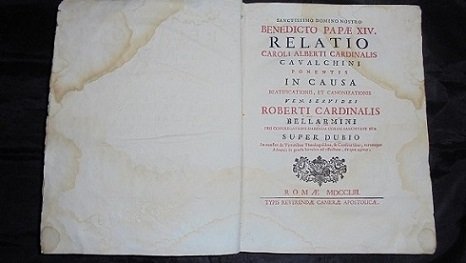 SANCTISSIMO DOMINO NOSTRO
BENEDICTO PAPÆ XIV.
RELATIO
CAROLI ALBERTI CARDINALIS
CAVALCHINI
PONENTIS
IN CAUSA
BEATIFICATIONIS, ET CANONIZATIONIS
VEN. SERVI DEI
ROBERTI CARDINALIS
BELLARMINI
SUPER DUBIO
ROMÆ MDCCLIII.
TYPIS REVERENDÆ CAMERÆ APOSTOLICÆ.